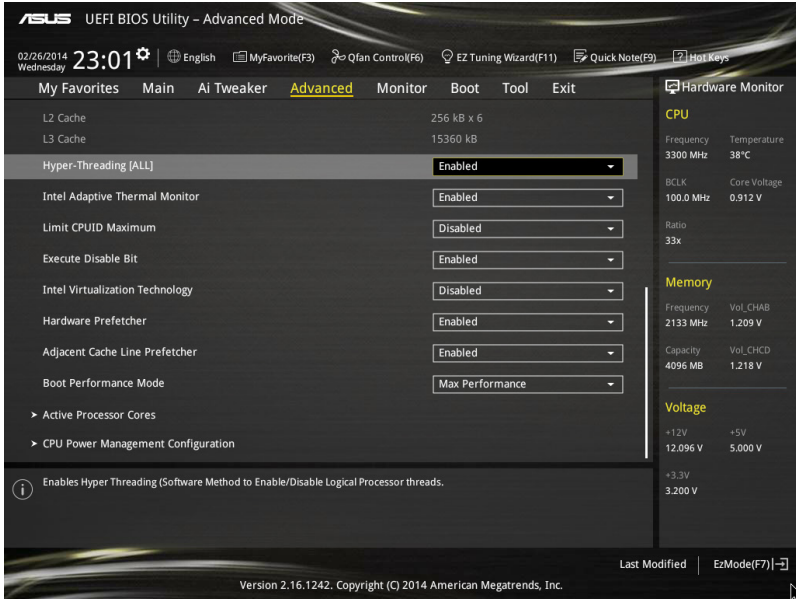 ASUS UEFI BIOS Utility – Advanced Mode
02/26/2014 Wednesday 23:01 English MyFavorite(F3) Qfan Control(F6) EZ Tuning Wizard(F11) Quick Note(F9) ? Hot Keys
My Favorites Main Ai Tweaker Advanced Monitor Boot Tool Exit
L2 Cache 256 kB x 6
L3 Cache 15360 kB
Hyper-Threading [ALL] Enabled
Intel Adaptive Thermal Monitor Enabled
Limit CPUID Maximum Disabled
Execute Disable Bit Enabled
Intel Virtualization Technology Disabled
Hardware Prefetcher Enabled
Adjacent Cache Line Prefetcher Enabled
Boot Performance Mode Max Performance
> Active Processor Cores
> CPU Power Management Configuration
Enables Hyper Threading (Software Method to Enable/Disable Logical Processor threads.
Hardware Monitor
CPU
Frequency Temperature
3300 MHz 38°C
BCLK Core Voltage
100.0 MHz 0.912 V
Ratio
33x
Memory
Frequency Vol_CHAB
2133 MHz 1.209 V
Capacity Vol_CHCD
4096 MB 1.218 V
Voltage
+12V +5V
12.096 V 5.000 V
+3.3V
3.200 V
Last Modified EzMode(F7)
Version 2.16.1242. Copyright (C) 2014 American Megatrends, Inc.